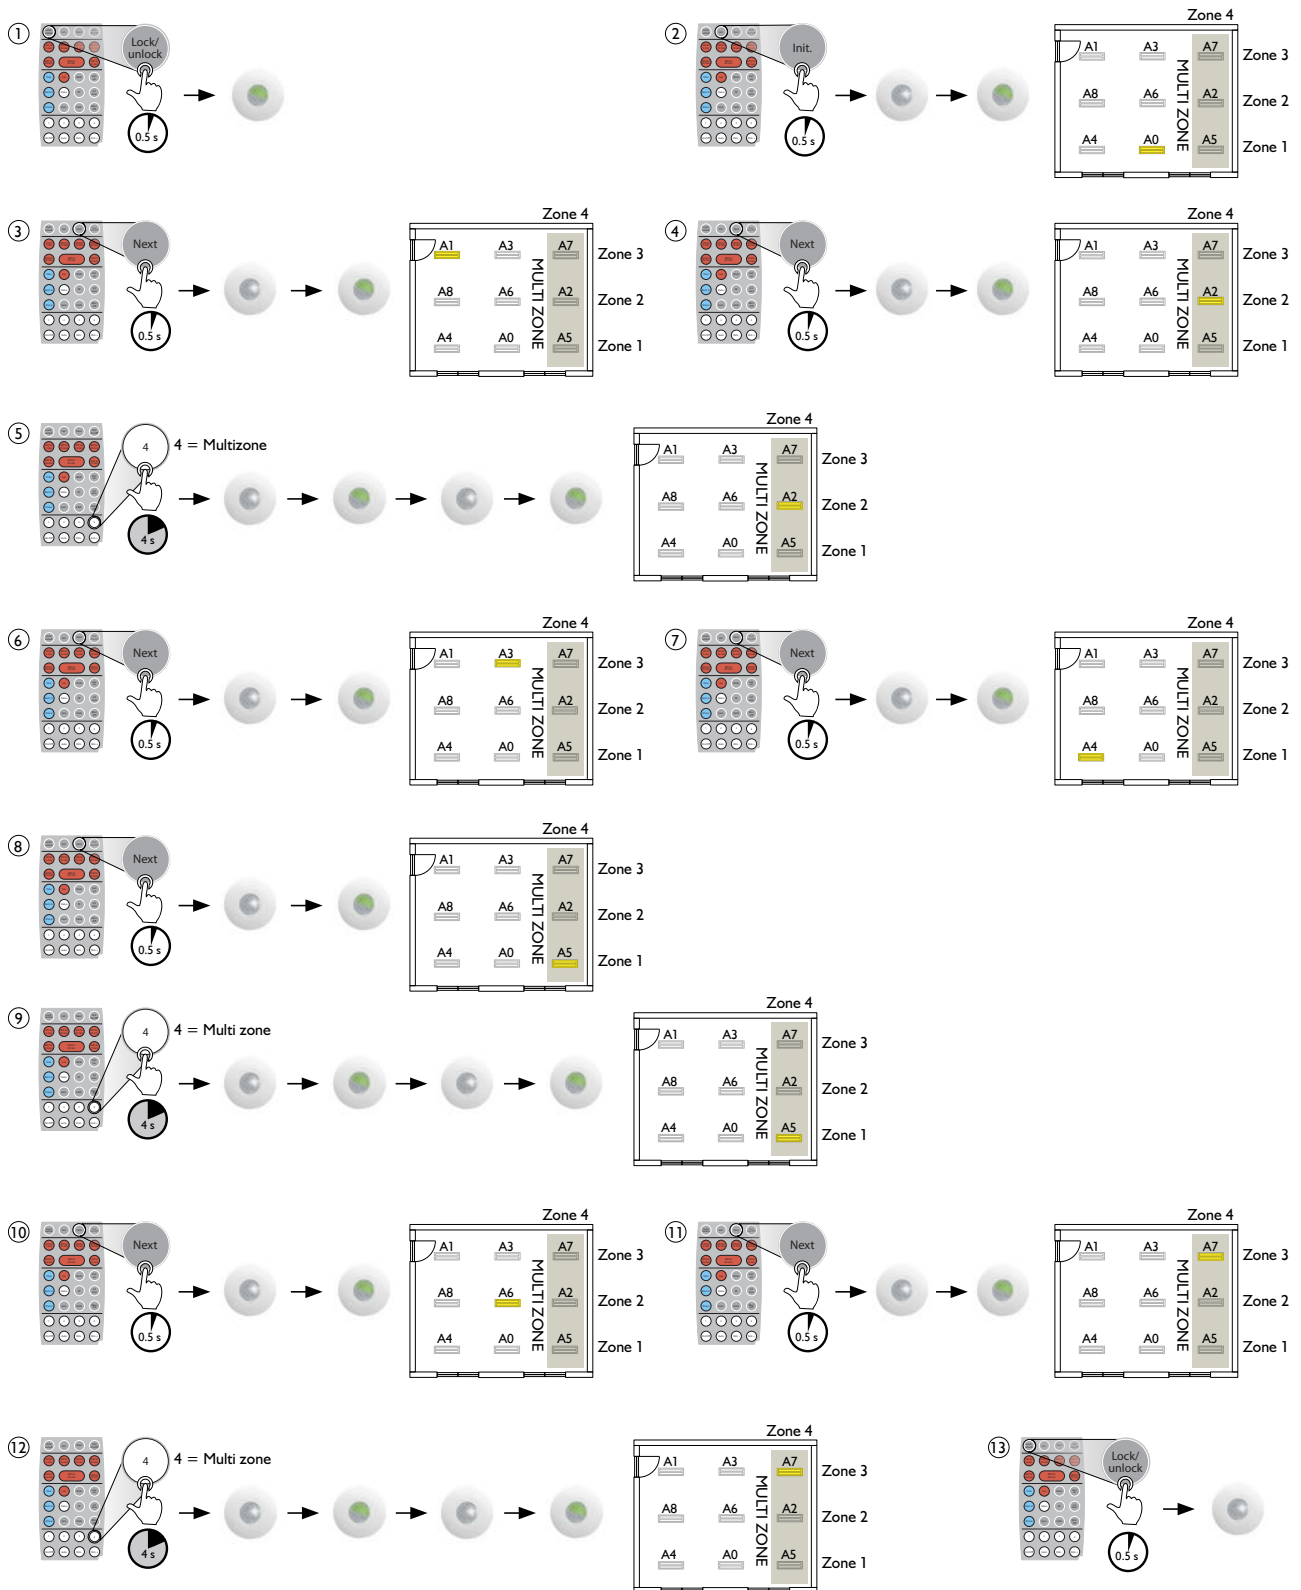 1
Lock/
unlock
0.5 s
2
Init.
0.5 s
Zone 4
A1 A3 A7 Zone 3
A8 A6 A2 Zone 2
A4 A0 A5 Zone 1
MULTI ZONE
3
Next
0.5 s
Zone 4
A1 A3 A7 Zone 3
A8 A6 A2 Zone 2
A4 A0 A5 Zone 1
MULTI ZONE
4
Next
0.5 s
Zone 4
A1 A3 A7 Zone 3
A8 A6 A2 Zone 2
A4 A0 A5 Zone 1
MULTI ZONE
5
4
4 = Multizone
4 s
Zone 4
A1 A3 A7 Zone 3
A8 A6 A2 Zone 2
A4 A0 A5 Zone 1
MULTI ZONE
6
Next
0.5 s
Zone 4
A1 A3 A7 Zone 3
A8 A6 A2 Zone 2
A4 A0 A5 Zone 1
MULTI ZONE
7
Next
0.5 s
Zone 4
A1 A3 A7 Zone 3
A8 A6 A2 Zone 2
A4 A0 A5 Zone 1
MULTI ZONE
8
Next
0.5 s
Zone 4
A1 A3 A7 Zone 3
A8 A6 A2 Zone 2
A4 A0 A5 Zone 1
MULTI ZONE
9
4
4 = Multi zone
4 s
Zone 4
A1 A3 A7 Zone 3
A8 A6 A2 Zone 2
A4 A0 A5 Zone 1
MULTI ZONE
10
Next
0.5 s
Zone 4
A1 A3 A7 Zone 3
A8 A6 A2 Zone 2
A4 A0 A5 Zone 1
MULTI ZONE
11
Next
0.5 s
Zone 4
A1 A3 A7 Zone 3
A8 A6 A2 Zone 2
A4 A0 A5 Zone 1
MULTI ZONE
12
4
4 = Multi zone
4 s
Zone 4
A1 A3 A7 Zone 3
A8 A6 A2 Zone 2
A4 A0 A5 Zone 1
MULTI ZONE
13
Lock/
unlock
0.5 s